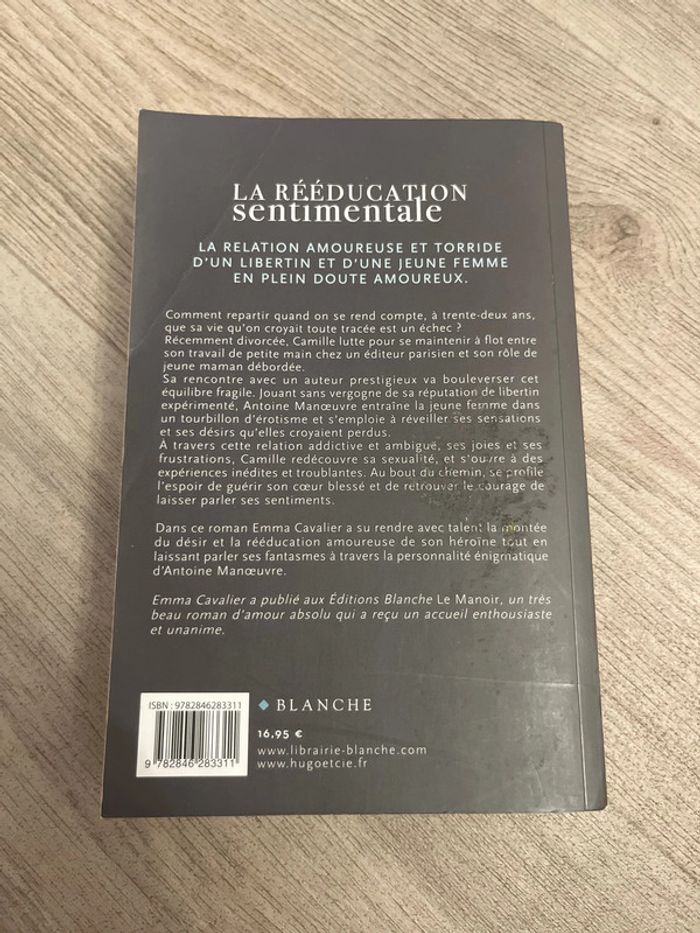 LA RÉÉDUCATION
sentimentale
LA RELATION AMOUREUSE ET TORRIDE
D'UN LIBERTIN ET D'UNE JEUNE FEMME
EN PLEIN DOUTE AMOUREUX.
Comment repartir quand on se rend compte, à trente-deux ans,
que sa vie qu'on croyait toute tracée est un échec ?
Récemment divorcée, Camille lutte pour se maintenir à flot entre
son travail de petite main chez un éditeur parisien et son rôle de
jeune maman débordée.
Sa rencontre avec un auteur prestigieux va bouleverser cet
équilibre fragile. Jouant sans vergogne de sa réputation de libertin
expérimenté, Antoine Manœuvre entraîne la jeune femme dans
un tourbillon d'érotisme et s'emploie à réveiller ses sensations
et ses désirs qu'elles croyaient perdus.
À travers cette relation addictive et ambiguë, ses joies et ses
frustrations, Camille redécouvre sa sexualité, et s'ouvre à des
expériences inédites et troublantes. Au bout du chemin, se profile
l'espoir de guérir son cœur blessé et de retrouver le courage de
laisser parler ses sentiments.
Dans ce roman Emma Cavalier a su rendre avec talent la montée
du désir et la rééducation amoureuse de son héroïne tout en
laissant parler ses fantasmes à travers la personnalité énigmatique
d'Antoine Manœuvre.
Emma Cavalier a publié aux Éditions Blanche Le Manoir, un très
beau roman d'amour absolu qui a reçu un accueil enthousiaste
et unanime.
ISBN : 9782846283311
9 782846 283311
BLANCHE
16,95 €
www.librairie-blanche.com
www.hugoetcie.fr